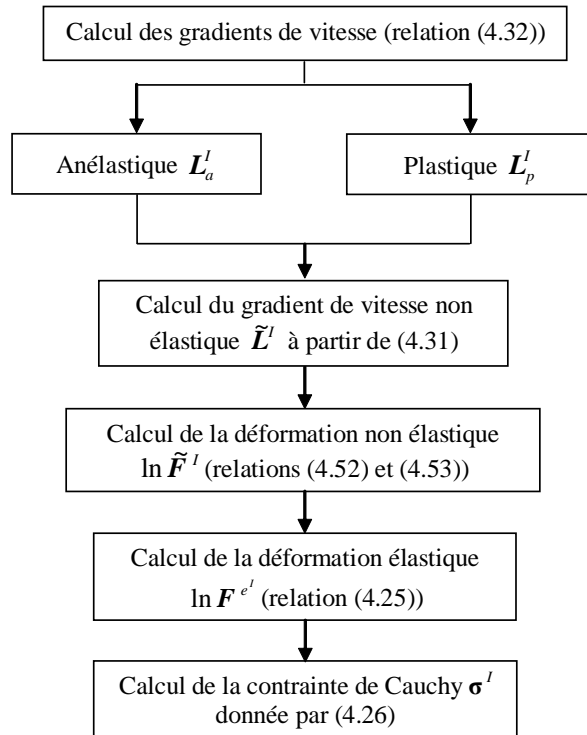 Calcul des gradients de vitesse (relation (4.32))
Anélastique L_a^I
Plastique L_p^I
Calcul du gradient de vitesse non
élastique L̃^I à partir de (4.31)
Calcul de la déformation non élastique
ln F̃^I (relations (4.52) et (4.53))
Calcul de la déformation élastique
ln F^{e^I} (relation (4.25))
Calcul de la contrainte de Cauchy σ^I
donnée par (4.26)